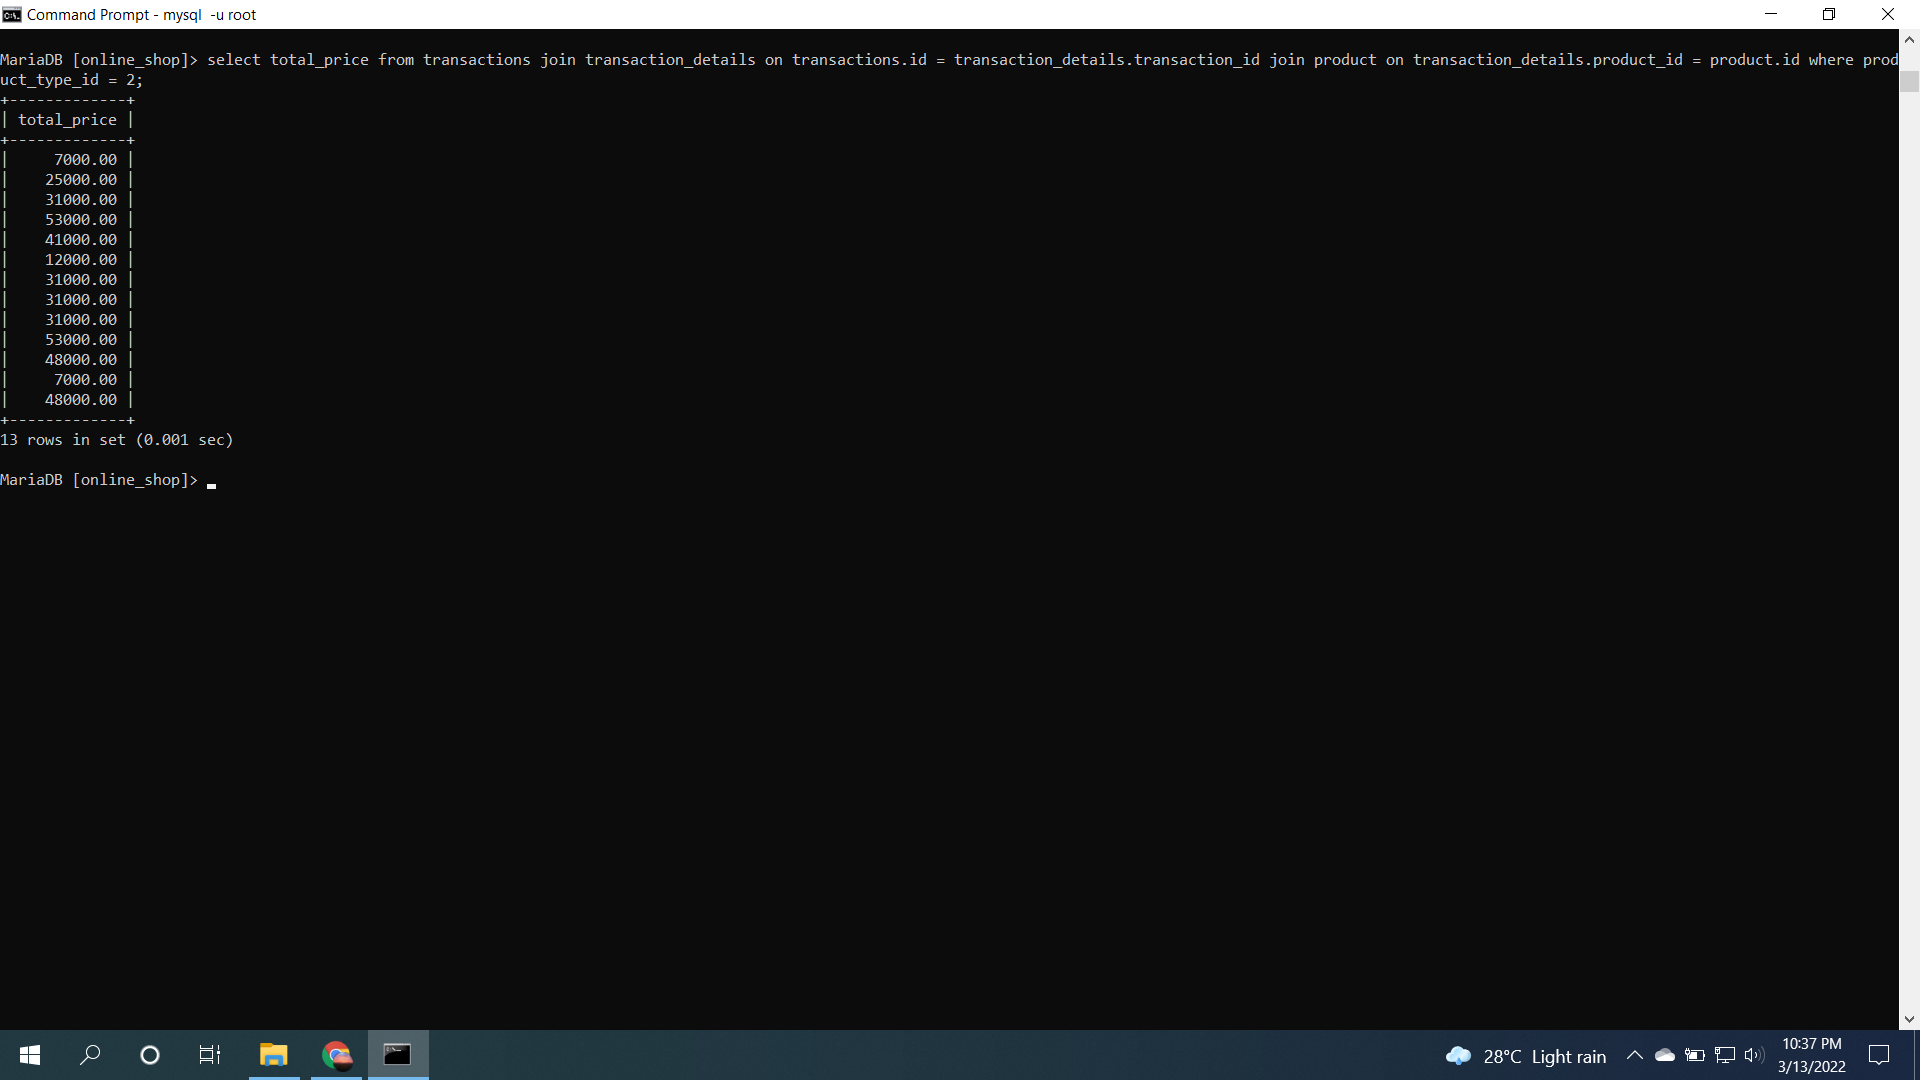 Command Prompt - mysql  -u root
MariaDB [online_shop]> select total_price from transactions join transaction_details on transactions.id = transaction_details.transaction_id join product on transaction_details.product_id = product.id where prod
uct_type_id = 2;
+-------------+
| total_price |
+-------------+
|     7000.00 |
|    25000.00 |
|    31000.00 |
|    53000.00 |
|    41000.00 |
|    12000.00 |
|    31000.00 |
|    31000.00 |
|    31000.00 |
|    53000.00 |
|    48000.00 |
|     7000.00 |
|    48000.00 |
+-------------+
13 rows in set (0.001 sec)
MariaDB [online_shop]>
28°C Light rain
10:37 PM
3/13/2022